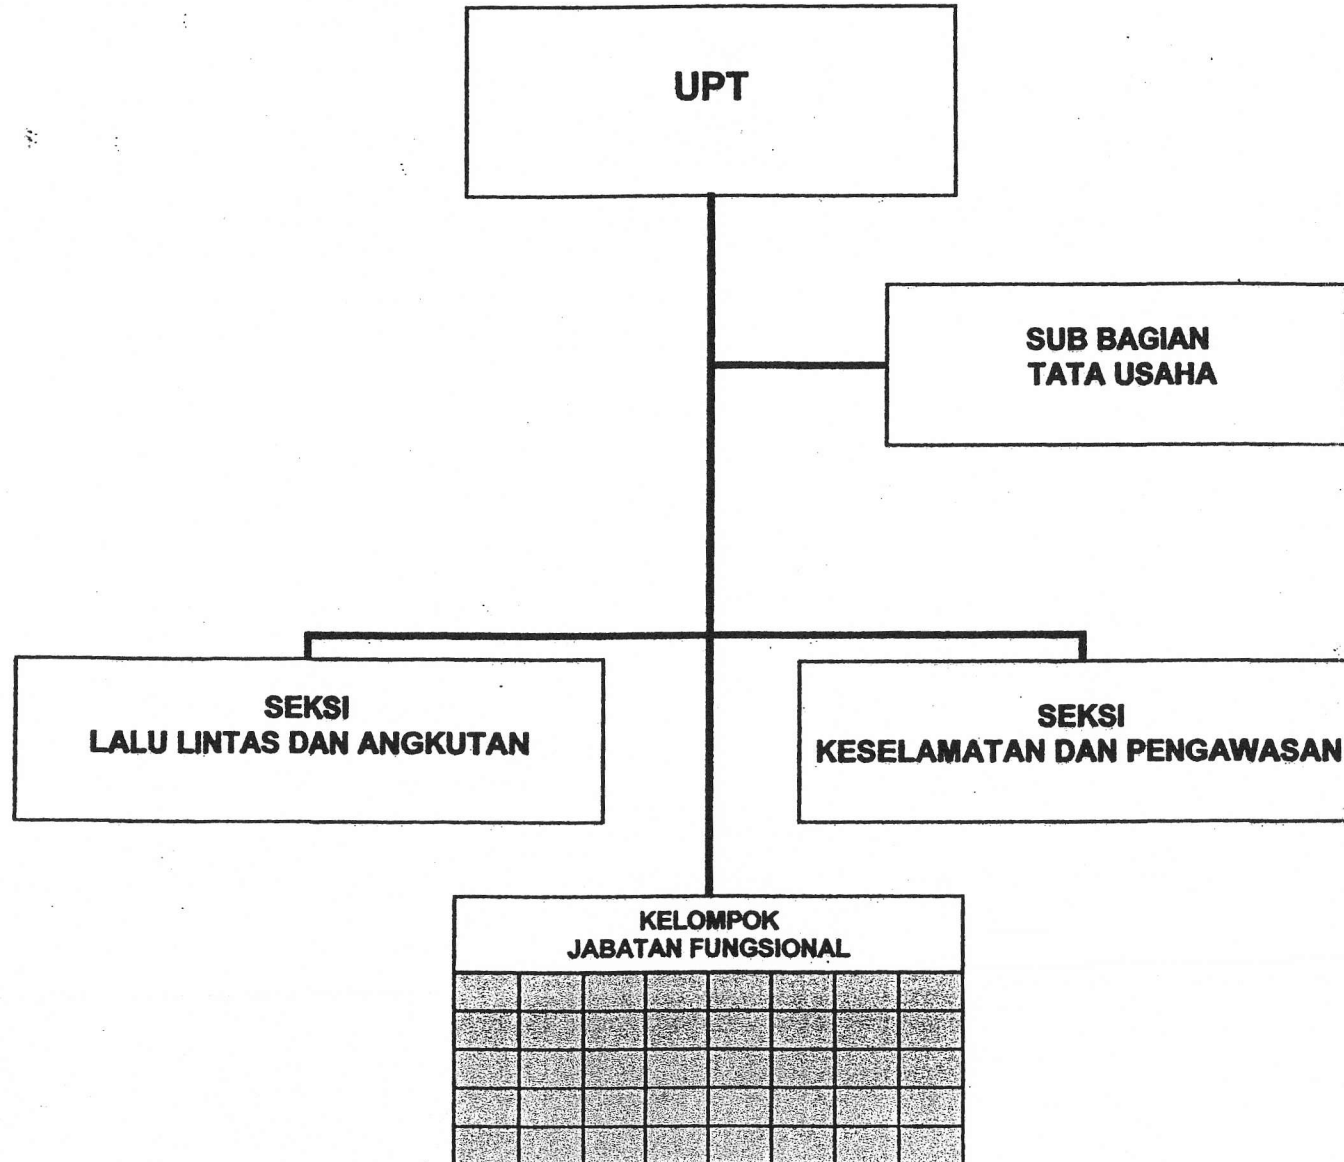 UPT
SUB BAGIAN
TATA USAHA
SEKSI
LALU LINTAS DAN ANGKUTAN
SEKSI
KESELAMATAN DAN PENGAWASAN
KELOMPOK
JABATAN FUNGSIONAL